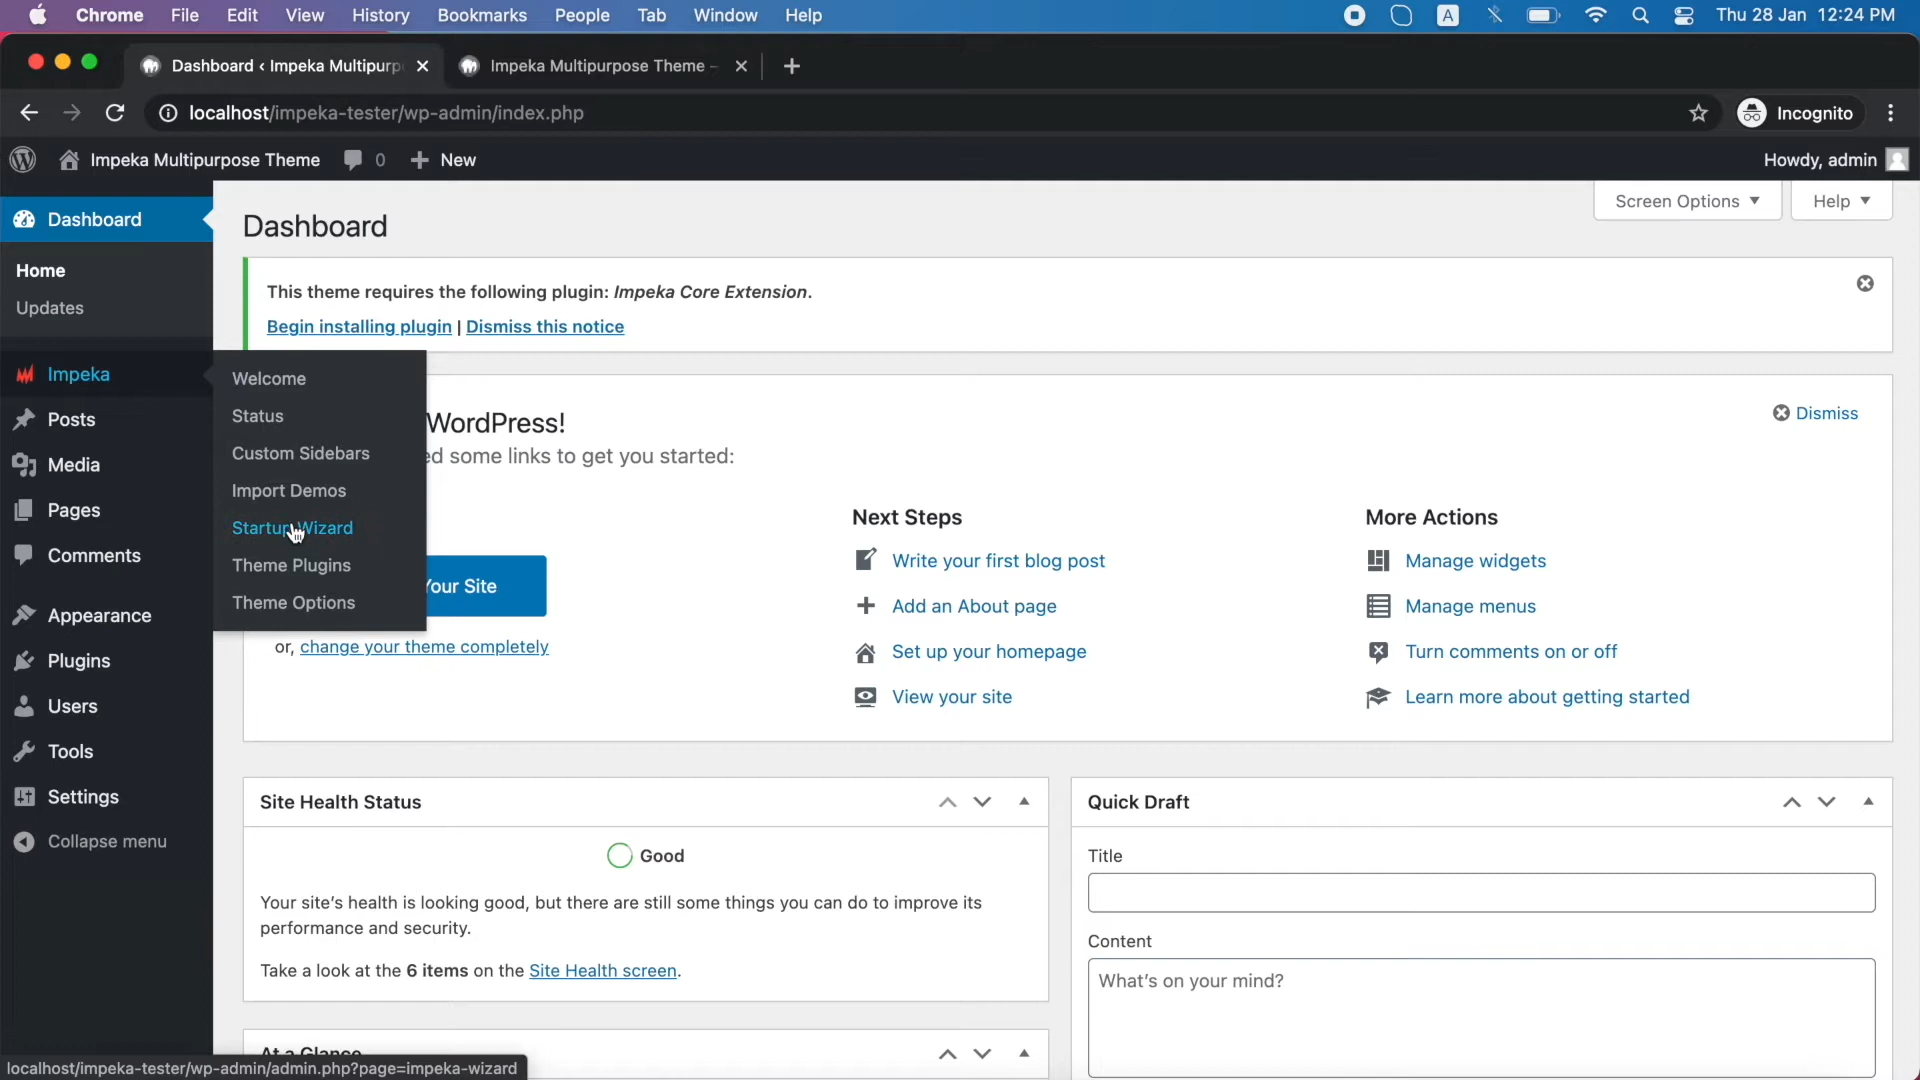 Chrome File Edit View History Bookmarks People Tab Window Help
A
Thu 28 Jan 12:24 PM
Dashboard ‹ Impeka Multipurp
Impeka Multipurpose Theme –
localhost/impeka-tester/wp-admin/index.php
Incognito
Impeka Multipurpose Theme
0
New
Howdy, admin
Dashboard
Home
Updates
Impeka
Posts
Media
Pages
Comments
Appearance
Plugins
Users
Tools
Settings
Collapse menu
Welcome
Status
Custom Sidebars
Import Demos
Startup Wizard
Theme Plugins
Theme Options
Screen Options
Help
Dashboard
This theme requires the following plugin: Impeka Core Extension.
Begin installing plugin | Dismiss this notice
WordPress!
ed some links to get you started:
Dismiss
Your Site
or, change your theme completely
Next Steps
Write your first blog post
Add an About page
Set up your homepage
View your site
More Actions
Manage widgets
Manage menus
Turn comments on or off
Learn more about getting started
Site Health Status
Good
Your site's health is looking good, but there are still some things you can do to improve its
performance and security.
Take a look at the 6 items on the Site Health screen.
At a Glance
Quick Draft
Title
Content
What's on your mind?
localhost/impeka-tester/wp-admin/admin.php?page=impeka-wizard